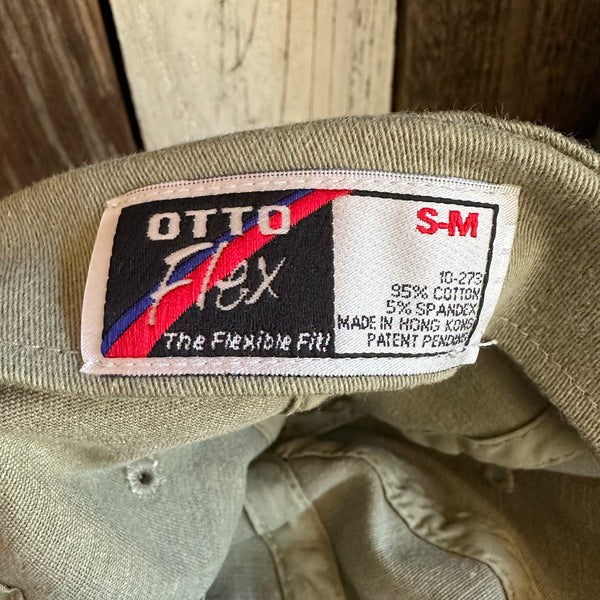 OTTO
Flex
The Flexible Fit!
S-M
10-273
95% COTTON
5% SPANDEX
MADE IN HONG KONG
PATENT PENDING